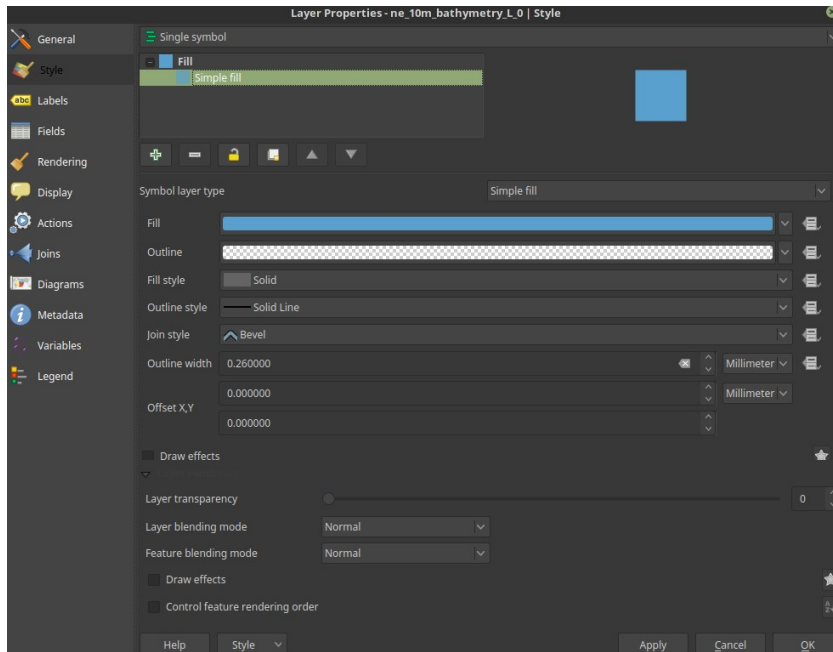 Layer Properties - ne_10m_bathymetry_L_0 | Style
General
Style
abc Labels
Fields
Rendering
Display
Actions
Joins
Diagrams
Metadata
Variables
Legend
Single symbol
Fill
Simple fill
Symbol layer type Simple fill
Fill
Outline
Fill style Solid
Outline style Solid Line
Join style Bevel
Outline width 0.260000 Millimeter
Offset X,Y 0.000000 Millimeter
0.000000
Draw effects
Layer transparency 0
Layer blending mode Normal
Feature blending mode Normal
Draw effects
Control feature rendering order
Help Style Apply Cancel OK